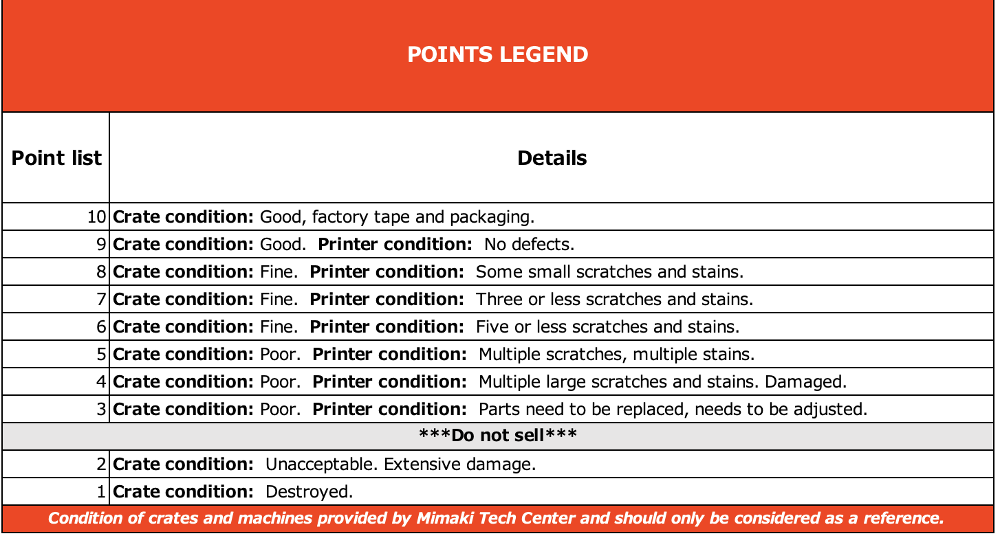 POINTS LEGEND
Point list Details
10 Crate condition: Good, factory tape and packaging.
9 Crate condition: Good. Printer condition: No defects.
8 Crate condition: Fine. Printer condition: Some small scratches and stains.
7 Crate condition: Fine. Printer condition: Three or less scratches and stains.
6 Crate condition: Fine. Printer condition: Five or less scratches and stains.
5 Crate condition: Poor. Printer condition: Multiple scratches, multiple stains.
4 Crate condition: Poor. Printer condition: Multiple large scratches and stains. Damaged.
3 Crate condition: Poor. Printer condition: Parts need to be replaced, needs to be adjusted.
***Do not sell***
2 Crate condition: Unacceptable. Extensive damage.
1 Crate condition: Destroyed.
Condition of crates and machines provided by Mimaki Tech Center and should only be considered as a reference.